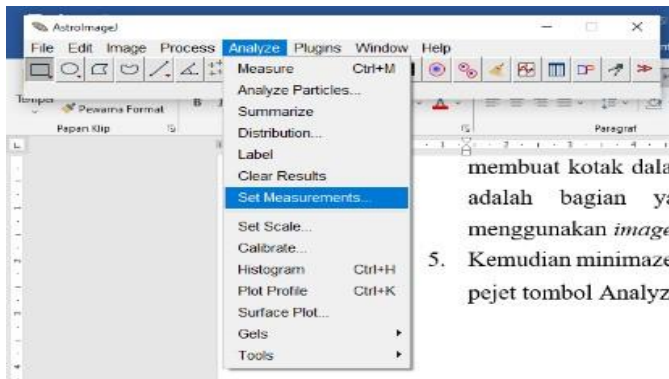 AstroImageJ
File Edit Image Process Analyze Plugins Window Help
Measure Ctrl+M
Analyze Particles...
Summarize
Distribution...
Label
Clear Results
Set Measurements...
Set Scale...
Calibrate...
Histogram Ctrl+H
Plot Profile Ctrl+K
Surface Plot...
Gels
Tools
Pewarna Format
B
A
Papan Klip
Paragraf
membuat kotak dala
adalah bagian ya
menggunakan image
5. Kemudian minimaze
pejet tombol Analyz